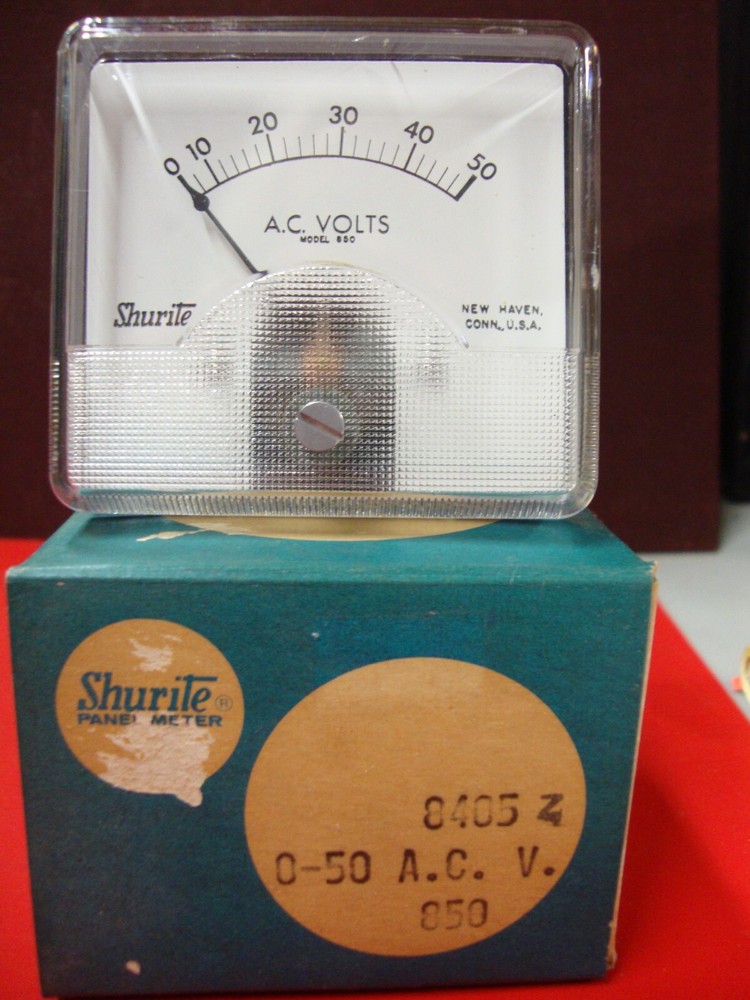 0 10 20 30 40 50
A.C. VOLTS
MODEL 850
Shurite
NEW HAVEN,
CONN., U.S.A.
Shurite ®
PANEL METER
8405 Z
0-50 A.C. V.
850